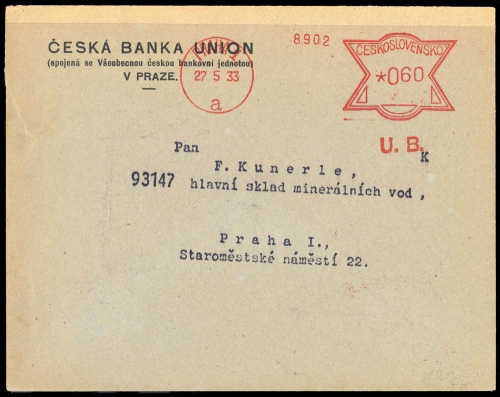 ČESKÁ BANKA UNION
(spojená se Všeobecnou českou bankovní jednotou)
V PRAZE.
27 5 33
a
8902
ČESKOSLOVENSKO
*060
U. B.
K
Pan
F. Kunerle,
93147
hlavní sklad minerálních vod,
Praha I.,
Staroměstské náměstí 22.